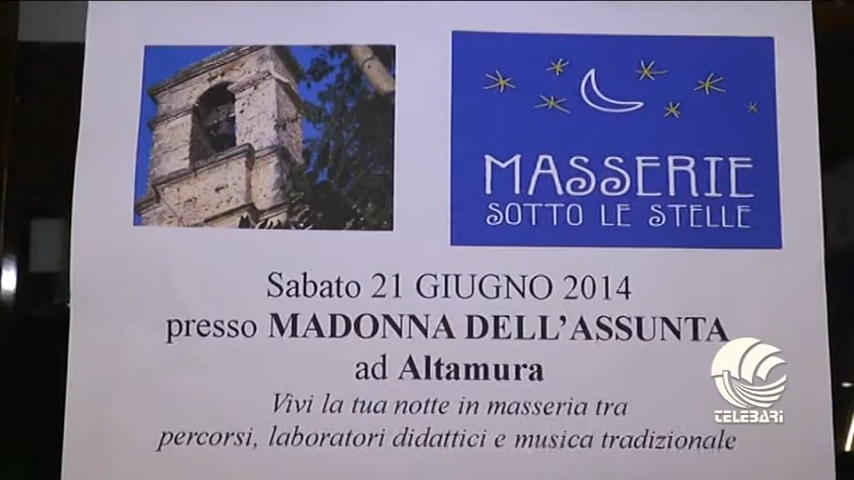 MASSERIE
SOTTO LE STELLE
Sabato 21 GIUGNO 2014
presso MADONNA DELL'ASSUNTA
ad Altamura
Vivi la tua notte in masseria tra
percorsi, laboratori didattici e musica tradizionale
TELEBARI